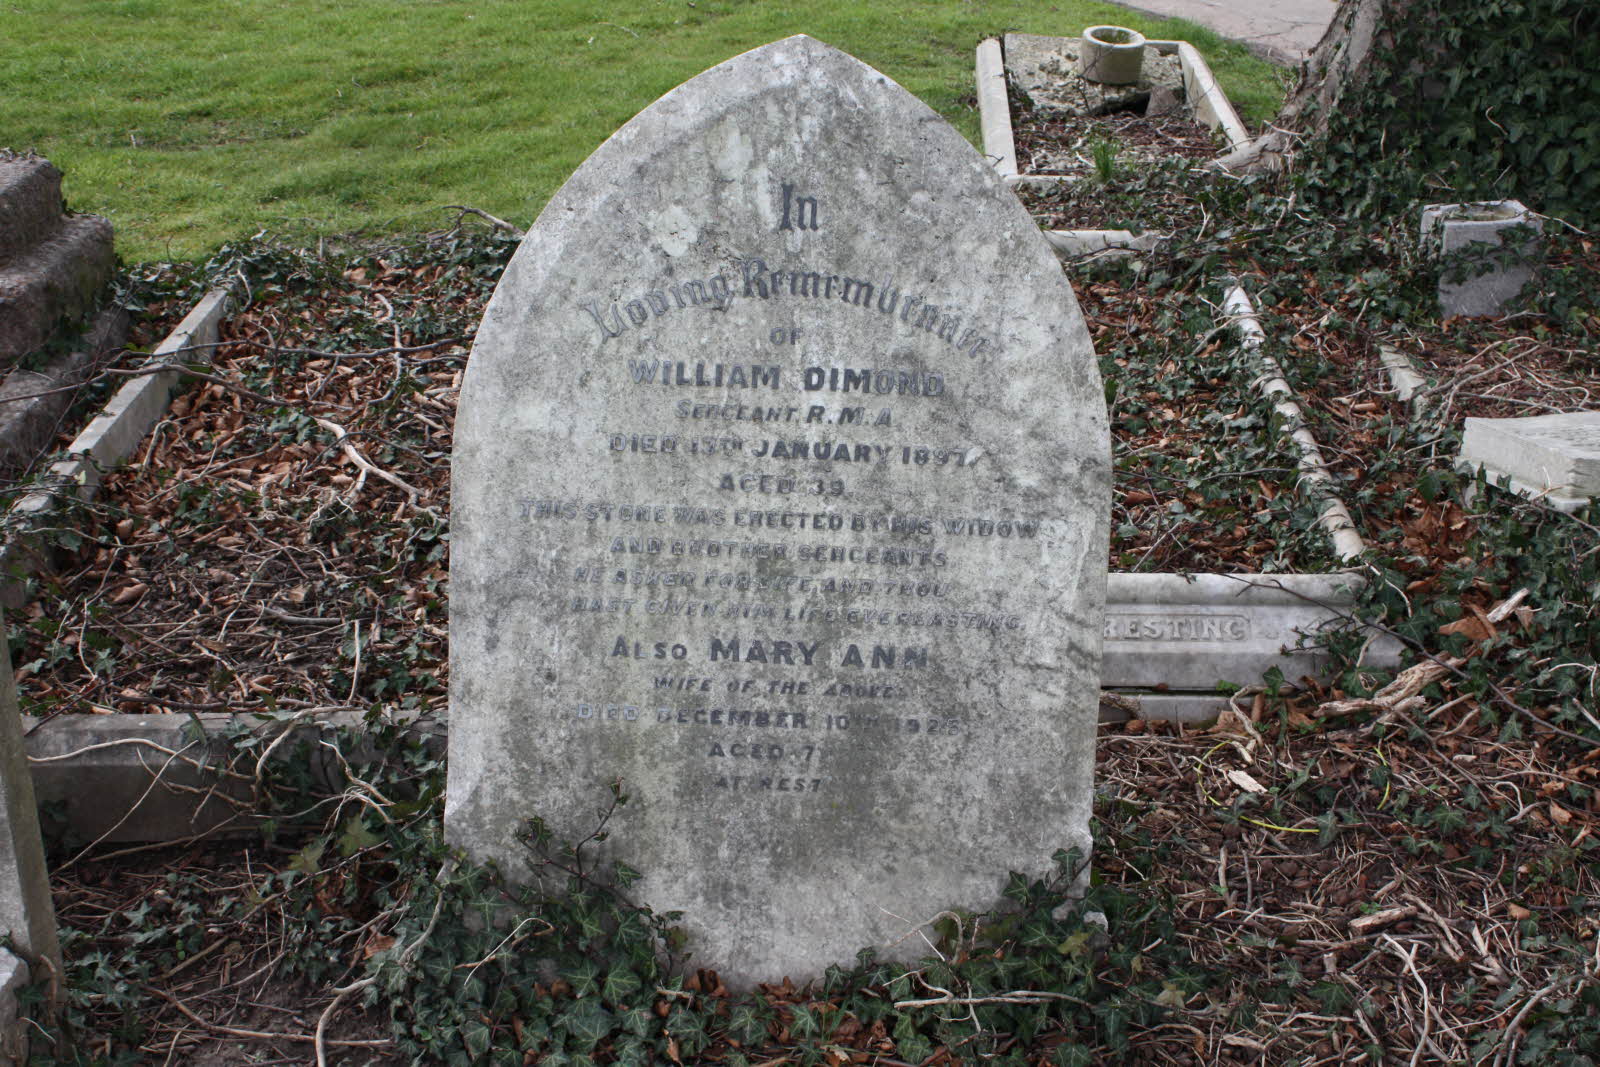 In
Loving Remembrance
OF
WILLIAM DIMOND
SERGEANT. R.M.A.
DIED 13TH JANUARY 1897
AGED 39.
THIS STONE WAS ERECTED BY HIS WIDOW
AND BROTHER SERGEANTS
HE ASKED FOR LIFE AND THOU
HAST GIVEN HIM LIFE EVERLASTING.
ALSO MARY ANN
WIFE OF THE ABOVE
DIED DECEMBER 10TH
AGED
AT REST
RESTING